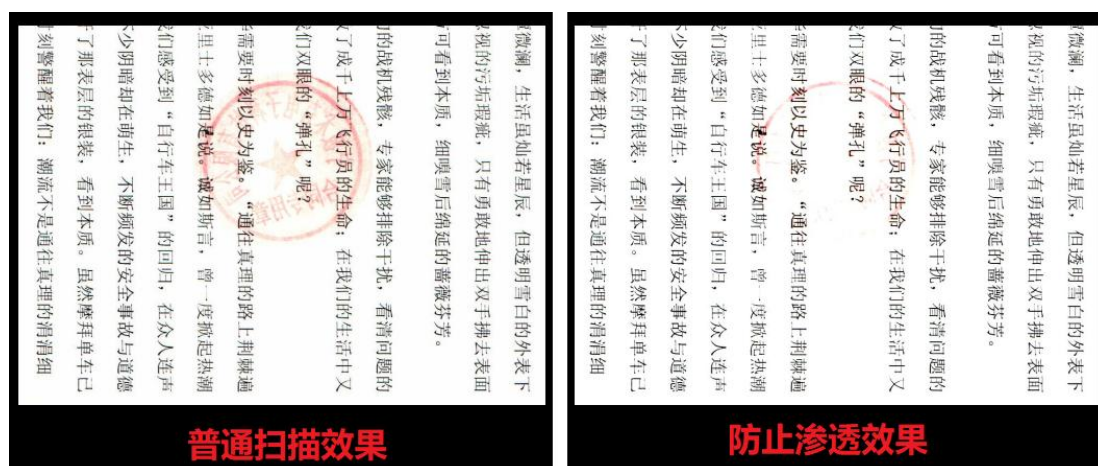 微澜,生活虽灿若星辰,但透明雪白的外表下
视的污垢瑕疵,只有勇敢地伸出双手拂去表面
可看到本质,细嗅雪后绵延的蔷薇芬芳。
的战机残骸,专家能够排除干扰,看清问题的
了成千上万飞行员的生命;在我们的生活中又
我们双眼的“弹孔”呢?
需要时刻以史为鉴。“通往真理的路上荆棘遍
里士多德如是说。诚如斯言,曾一度掀起热潮
我们感受到“自行车王国”的回归,在众人连声
不少阴暗却在萌生,不断频发的安全事故与道德
开了那表层的银装,看到本质。虽然摩拜单车已
时刻警醒着我们:潮流不是通往真理的涓涓细
普通扫描效果
微澜,生活虽灿若星辰,但透明雪白的外表下
视的污垢瑕疵,只有勇敢地伸出双手拂去表面
可看到本质,细嗅雪后绵延的蔷薇芬芳。
的战机残骸,专家能够排除干扰,看清问题的
了成千上万飞行员的生命;在我们的生活中又
我们双眼的“弹孔”呢?
需要时刻以史为鉴。“通往真理的路上荆棘遍
里士多德如是说。诚如斯言,曾一度掀起热潮
我们感受到“自行车王国”的回归,在众人连声
不少阴暗却在萌生,不断频发的安全事故与道德
开了那表层的银装,看到本质。虽然摩拜单车已
时刻警醒着我们:潮流不是通往真理的涓涓细
防止渗透效果